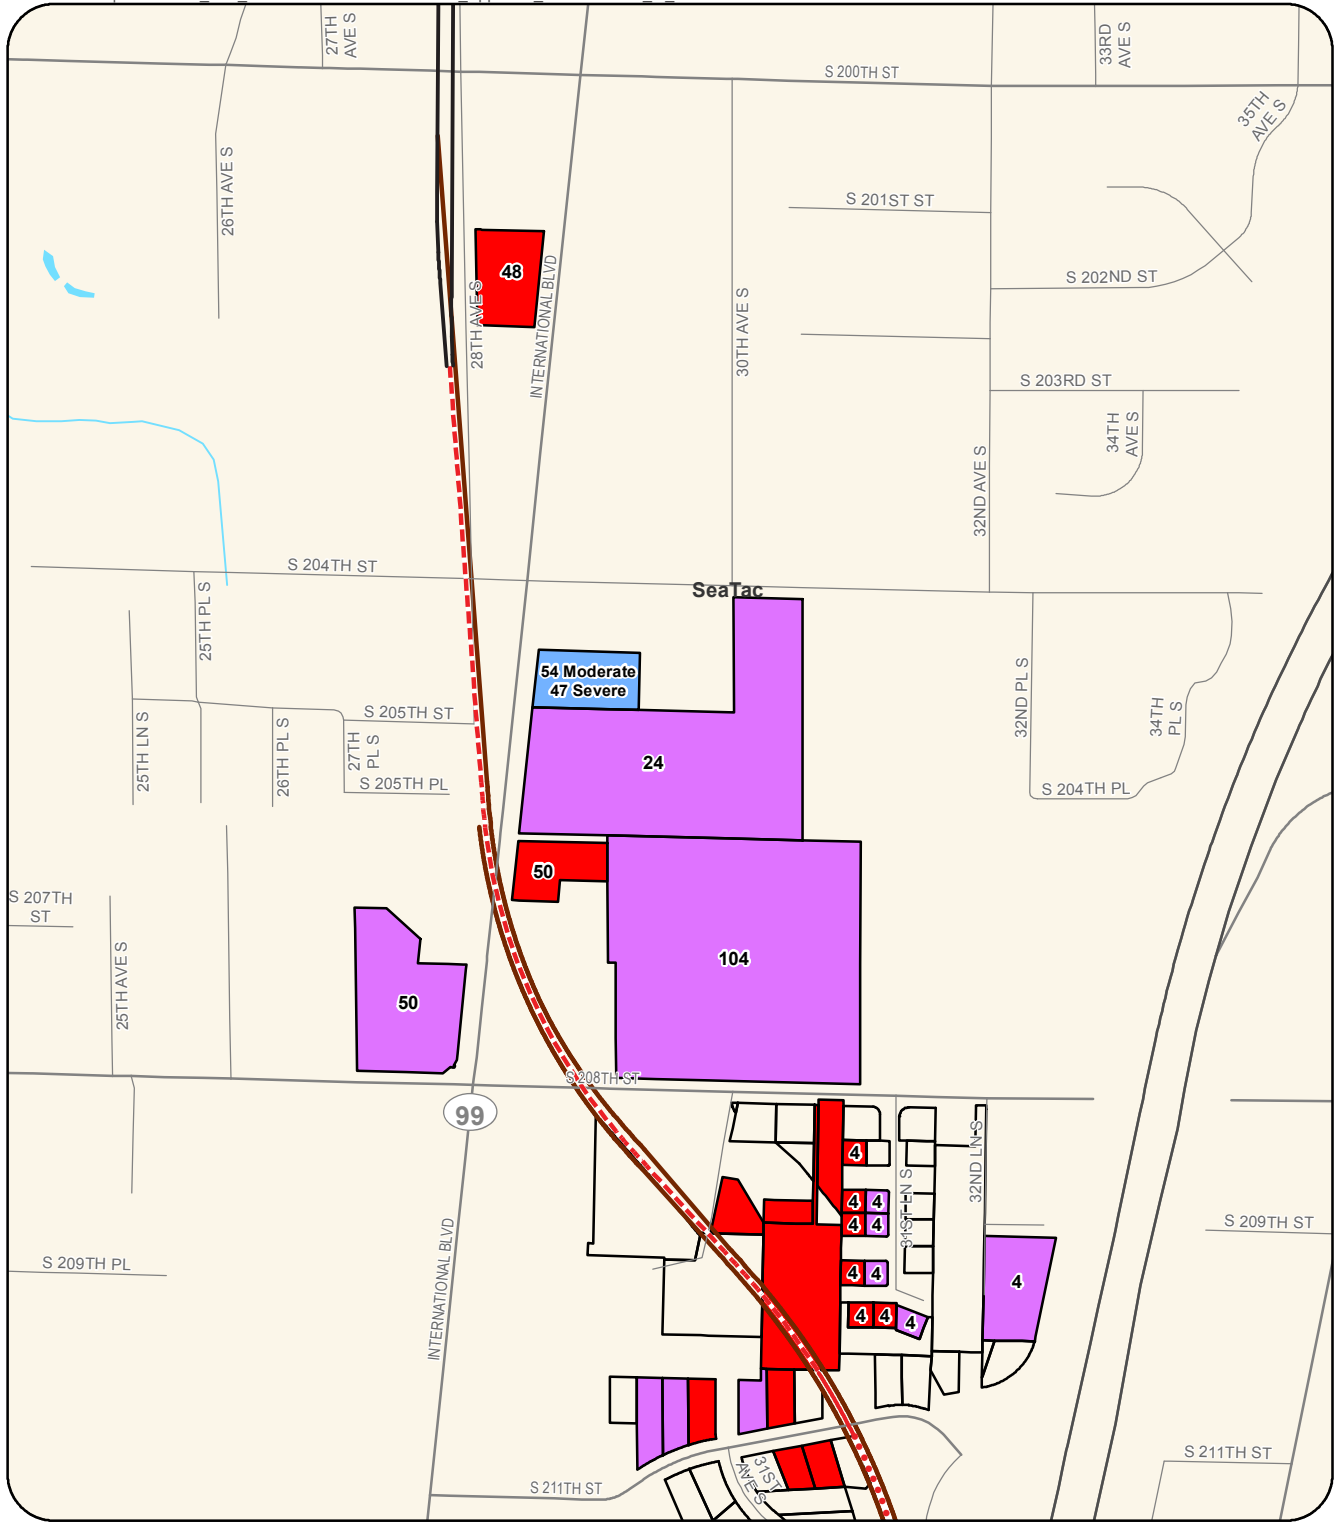 27TH
AVE S
33RD
AVE S
S 200TH ST
35TH
AVE S
26TH AVE S
S 201ST ST
48
S 202ND ST
28TH AVE S
INTERNATIONAL BLVD
30TH AVE S
S 203RD ST
34TH
AVE S
32ND AVE S
S 204TH ST
SeaTac
25TH PL S
54 Moderate
47 Severe
32ND PL S
34TH
PL S
S 205TH ST
25TH LN S
26TH PL S
27TH
PL S
24
S 205TH PL
S 204TH PL
50
S 207TH
ST
104
25TH AVE S
50
S 208TH ST
99
4
32ND LN S
4
4
31ST LN S
4
4
S 209TH ST
INTERNATIONAL BLVD
S 209TH PL
4
4
4
4
4
4
S 211TH ST
31ST
AVE S
S 211TH ST